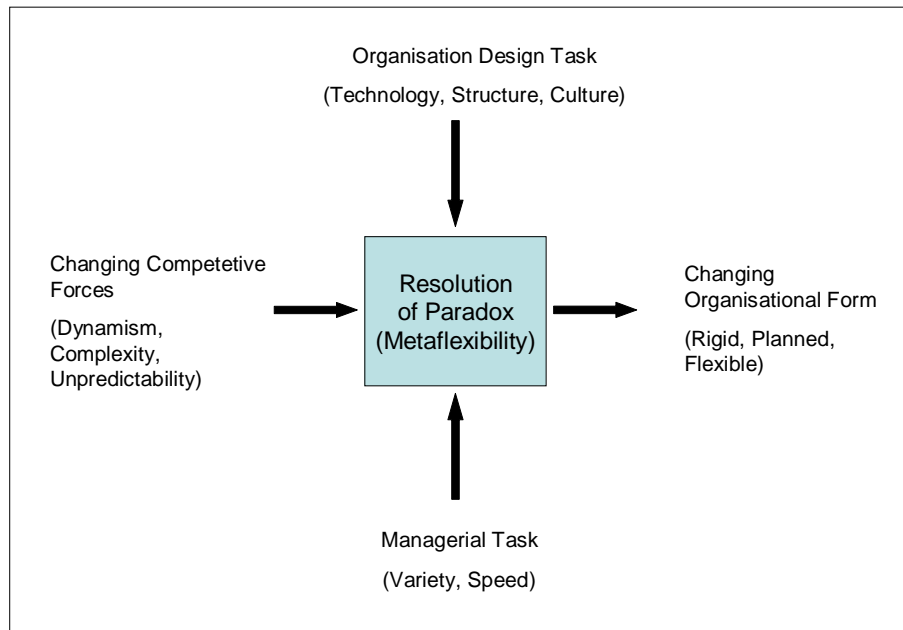 Organisation Design Task
(Technology, Structure, Culture)
Changing Competetive
Forces
(Dynamism,
Complexity,
Unpredictability)
Resolution
of Paradox
(Metaflexibility)
Changing
Organisational Form
(Rigid, Planned,
Flexible)
Managerial Task
(Variety, Speed)